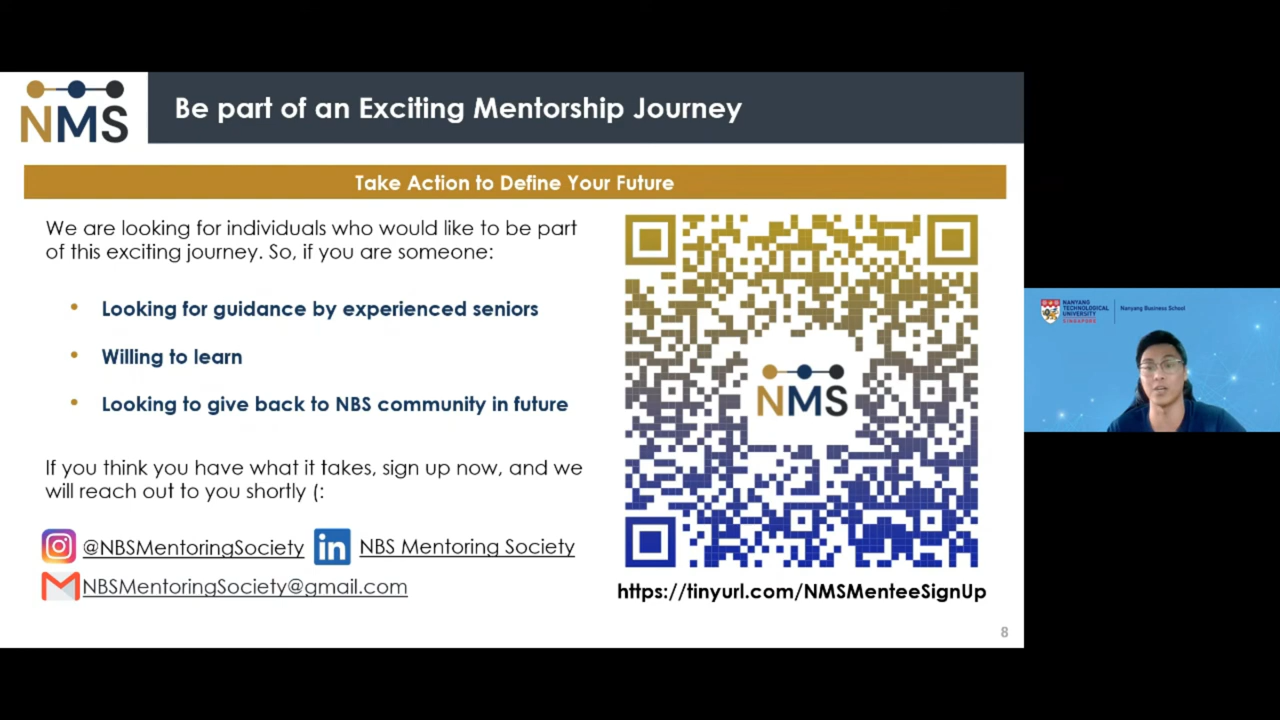 NMS
Be part of an Exciting Mentorship Journey
Take Action to Define Your Future
We are looking for individuals who would like to be part
of this exciting journey. So, if you are someone:
• Looking for guidance by experienced seniors
• Willing to learn
• Looking to give back to NBS community in future
If you think you have what it takes, sign up now, and we
will reach out to you shortly (:
@NBSMentoringSociety
in NBS Mentoring Society
NBSMentoringSociety@gmail.com
NMS
https://tinyurl.com/NMSMenteeSignUp
8
NANYANG
TECHNOLOGICAL
UNIVERSITY
SINGAPORE
Nanyang Business School